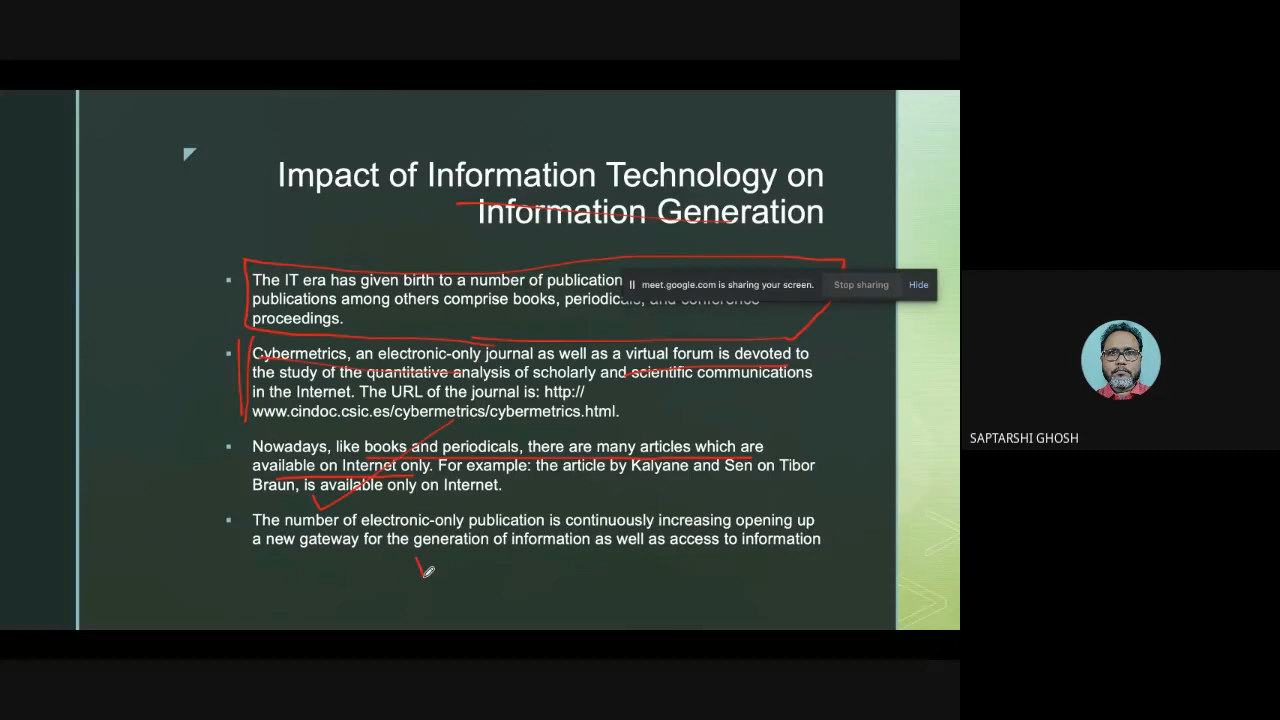 Impact of Information Technology on
Information Generation
The IT era has given birth to a number of publication
meet.google.com is sharing your screen.
Stop sharing
Hide
publications among others comprise books, periodicals, and conference
proceedings.
Cybermetrics, an electronic-only journal as well as a virtual forum is devoted to
the study of the quantitative analysis of scholarly and scientific communications
in the Internet. The URL of the journal is: http://
www.cindoc.csic.es/cybermetrics/cybermetrics.html.
Nowadays, like books and periodicals, there are many articles which are
available on Internet only. For example: the article by Kalyane and Sen on Tibor
Braun, is available only on Internet.
The number of electronic-only publication is continuously increasing opening up
a new gateway for the generation of information as well as access to information
SAPTARSHI GHOSH